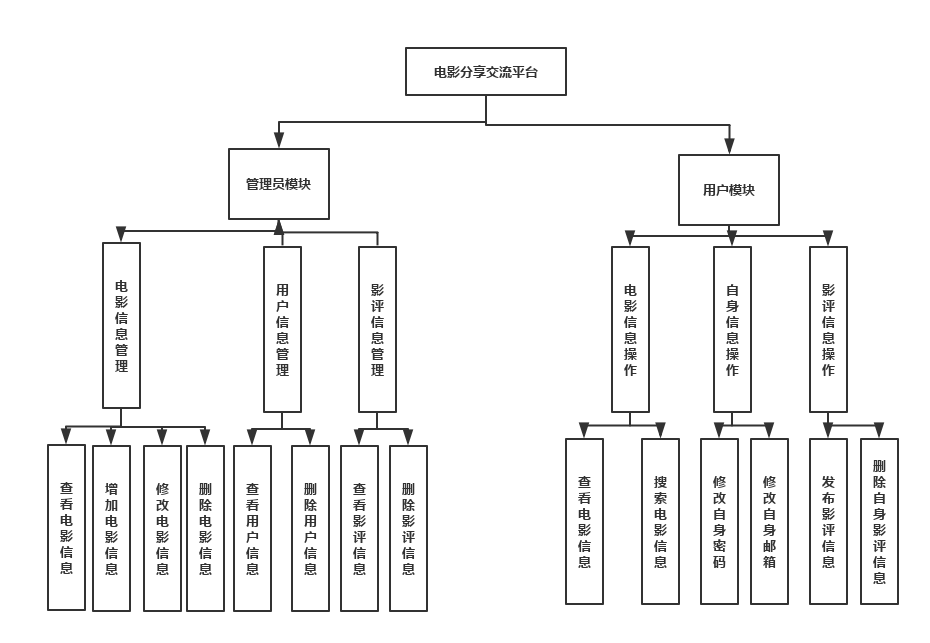 电影分享交流平台
管理员模块
用户模块
电影信息管理
用户信息管理
影评信息管理
电影信息操作
自身信息操作
影评信息操作
查看电影信息
增加电影信息
修改电影信息
删除电影信息
查看用户信息
删除用户信息
查看影评信息
删除影评信息
查看电影信息
搜索电影信息
修改自身密码
修改自身邮箱
发布影评信息
删除自身影评信息